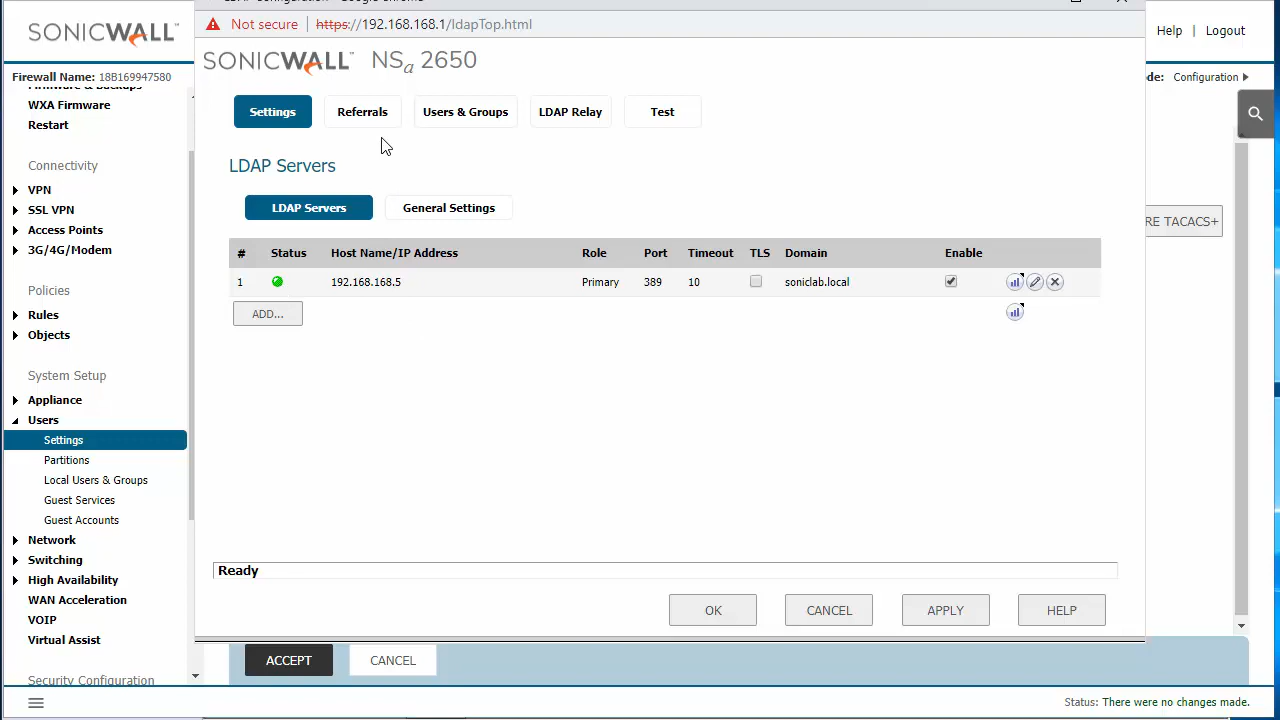 SONICWALL™
Firewall Name: 18B169947580
WXA Firmware
Restart
Connectivity
VPN
SSL VPN
Access Points
3G/4G/Modem
Policies
Rules
Objects
System Setup
Appliance
Users
Settings
Partitions
Local Users & Groups
Guest Services
Guest Accounts
Network
Switching
High Availability
WAN Acceleration
VOIP
Virtual Assist
Security Configuration
Not secure | https://192.168.168.1/ldapTop.html
SONICWALL™ NSa 2650
Settings Referrals Users & Groups LDAP Relay Test
LDAP Servers
LDAP Servers General Settings
# Status Host Name/IP Address Role Port Timeout TLS Domain Enable
1 192.168.168.5 Primary 389 10 soniclab.local
ADD...
Ready
OK CANCEL APPLY HELP
ACCEPT CANCEL
Help | Logout
de: Configuration
RE TACACS+
Status: There were no changes made.